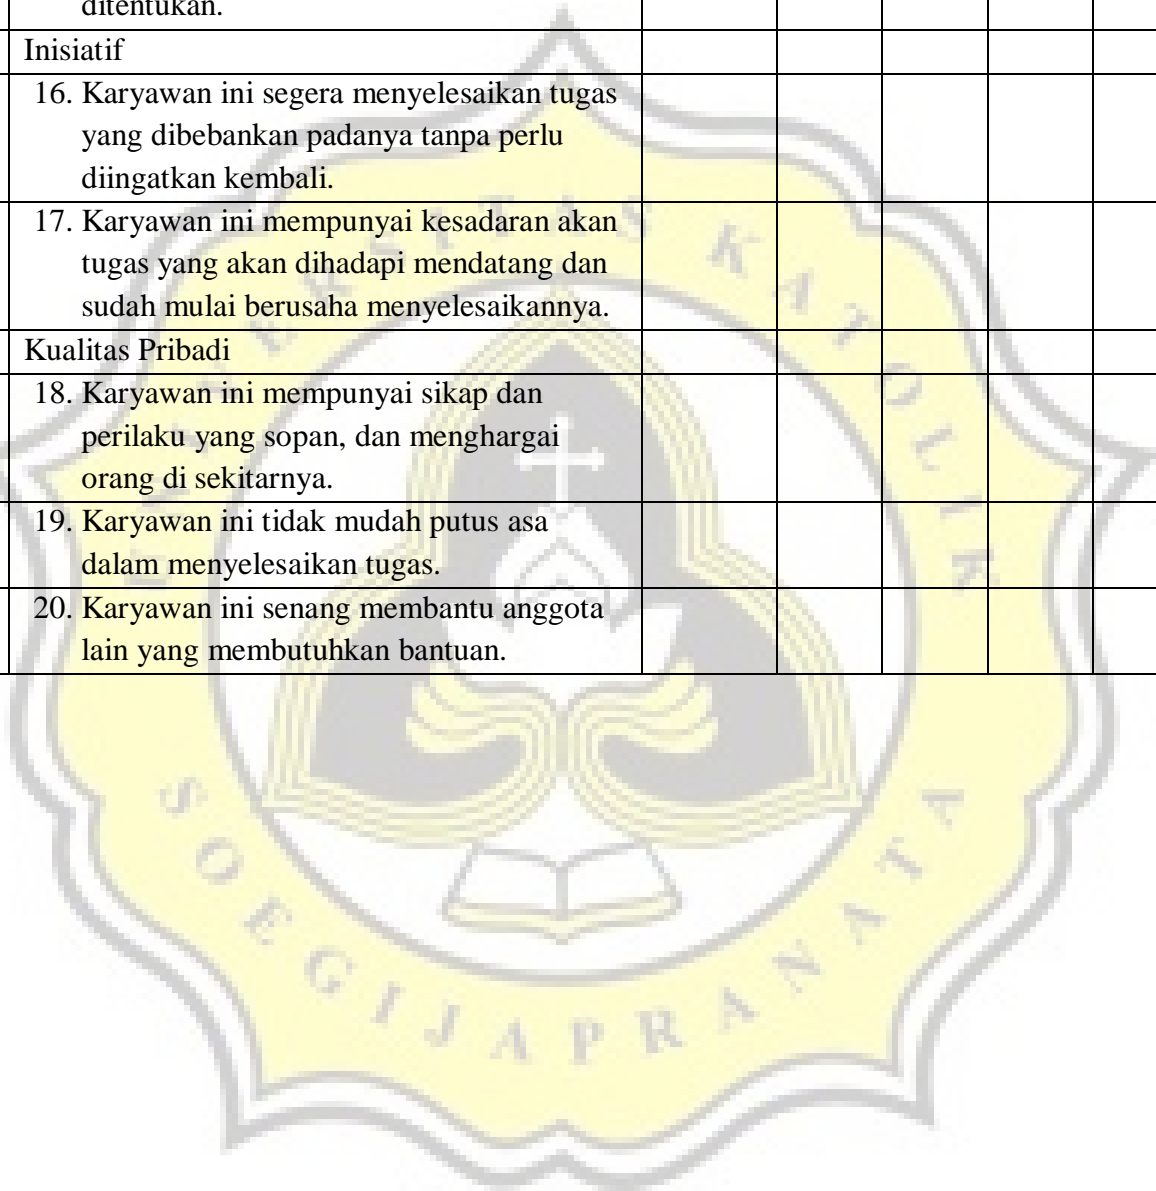 ditentukan.
Inisiatif
16. Karyawan ini segera menyelesaikan tugas
yang dibebankan padanya tanpa perlu
diingatkan kembali.
17. Karyawan ini mempunyai kesadaran akan
tugas yang akan dihadapi mendatang dan
sudah mulai berusaha menyelesaikannya.
Kualitas Pribadi
18. Karyawan ini mempunyai sikap dan
perilaku yang sopan, dan menghargai
orang di sekitarnya.
19. Karyawan ini tidak mudah putus asa
dalam menyelesaikan tugas.
20. Karyawan ini senang membantu anggota
lain yang membutuhkan bantuan.
KATOLIK
SOEGIJAPRANATA